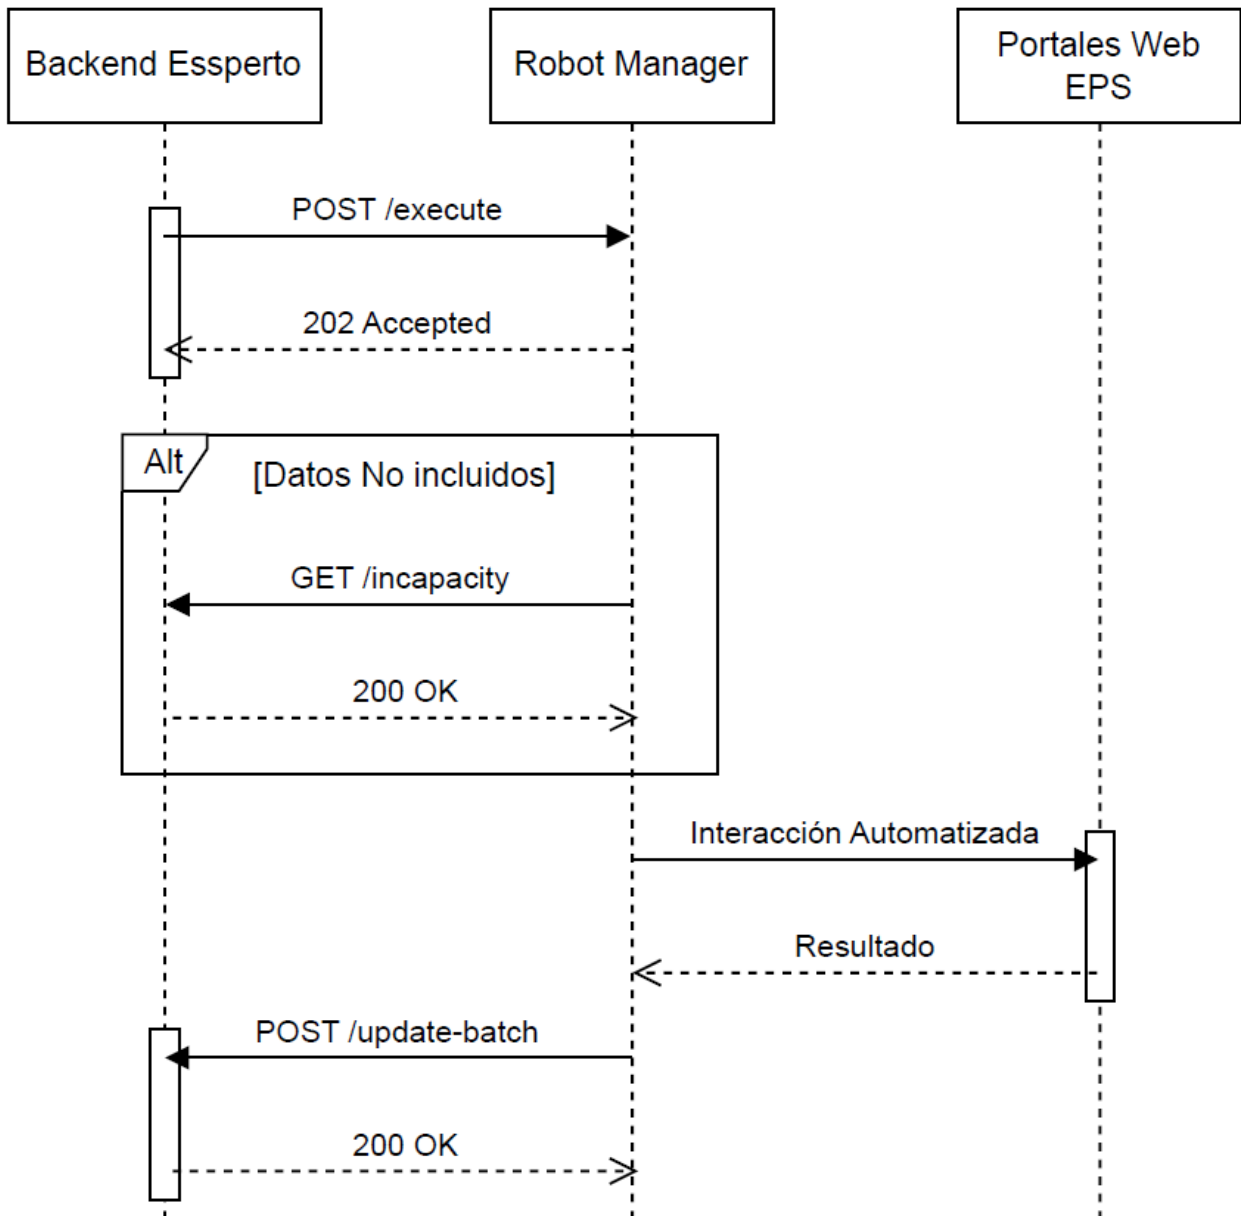 Backend Essperto
Robot Manager
Portales Web
EPS
POST /execute
202 Accepted
Alt
[Datos No incluidos]
GET /incapacity
200 OK
Interacción Automatizada
Resultado
POST /update-batch
200 OK